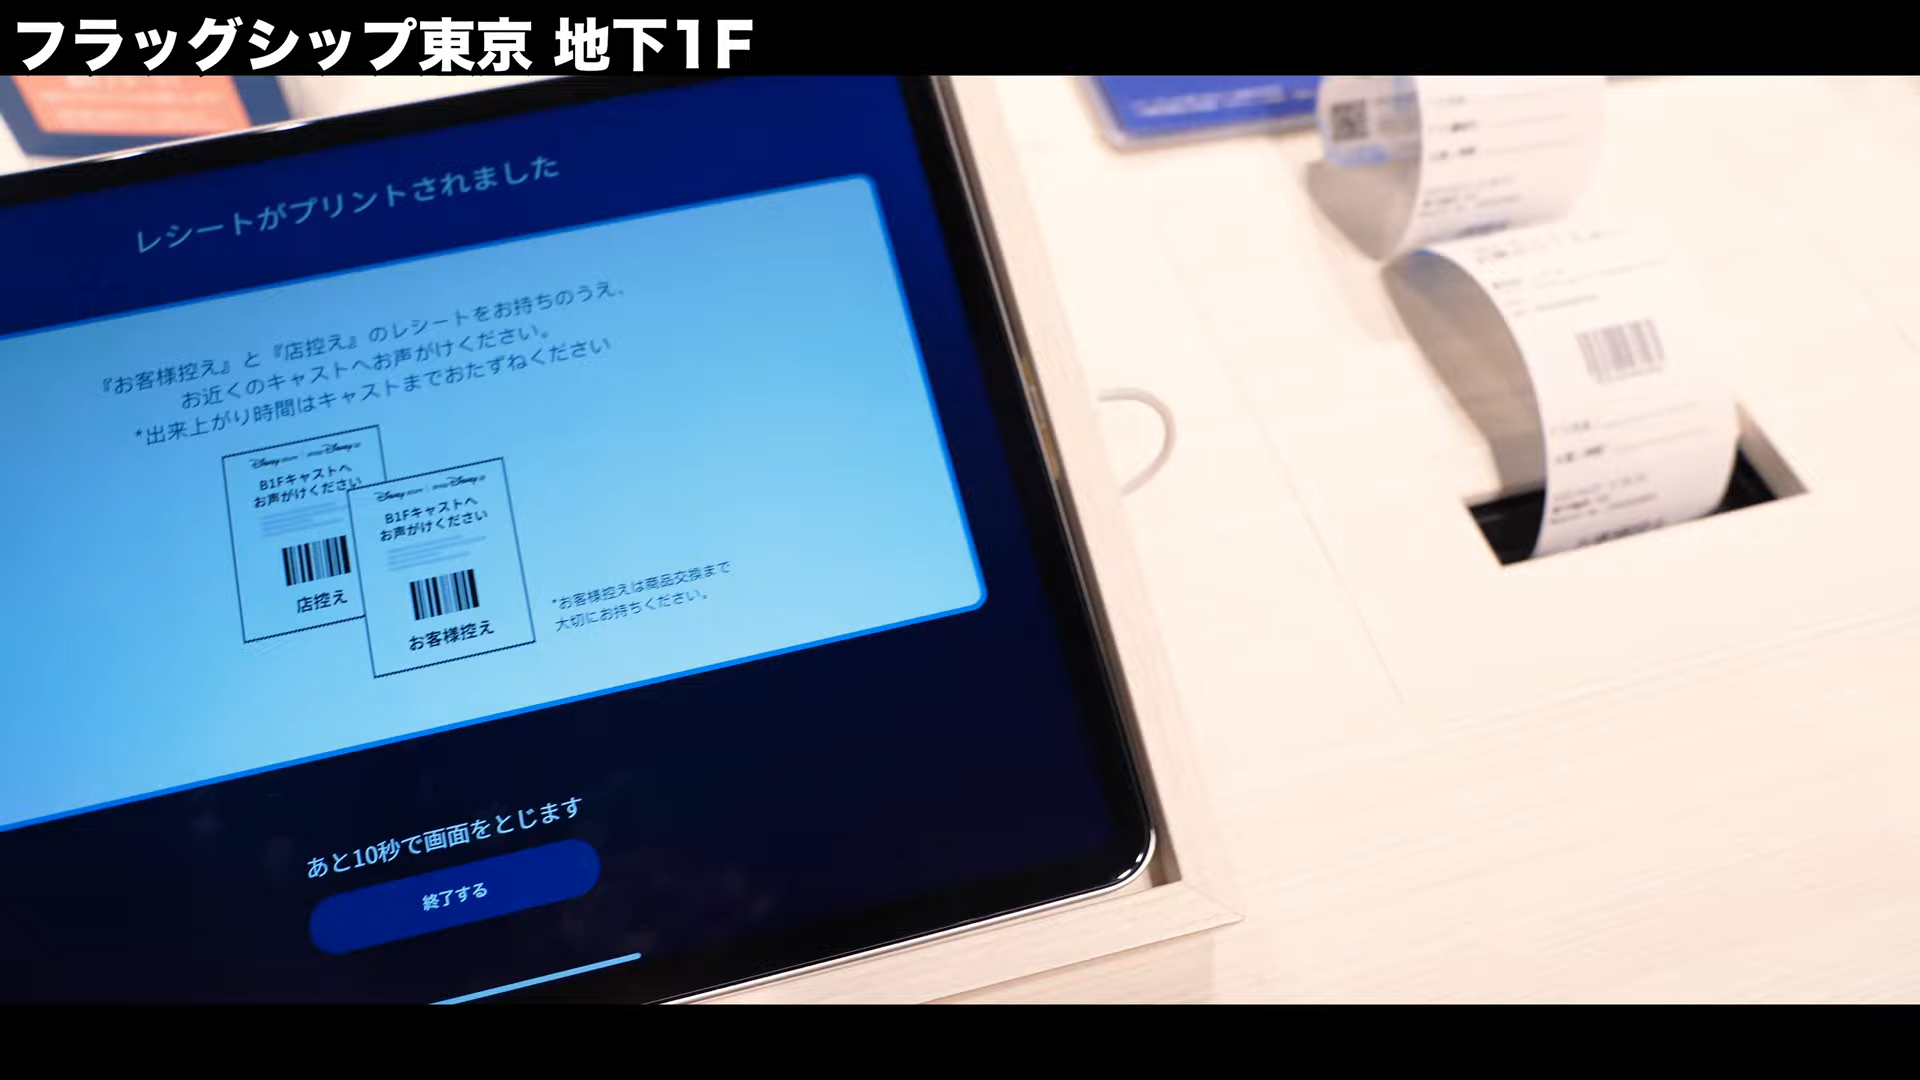 フラッグシップ東京 地下1F
レシートがプリントされました
『お客様控え』と『店控え』のレシートをお持ちのうえ、
お近くのキャストへお声がけください。
*出来上がり時間はキャストまでおたずねください
B1Fキャストへ
お声がけください
店控え
B1Fキャストへ
お声がけください
お客様控え
*お客様控えは商品交換まで
大切にお持ちください。
あと10秒で画面をとじます
終了する